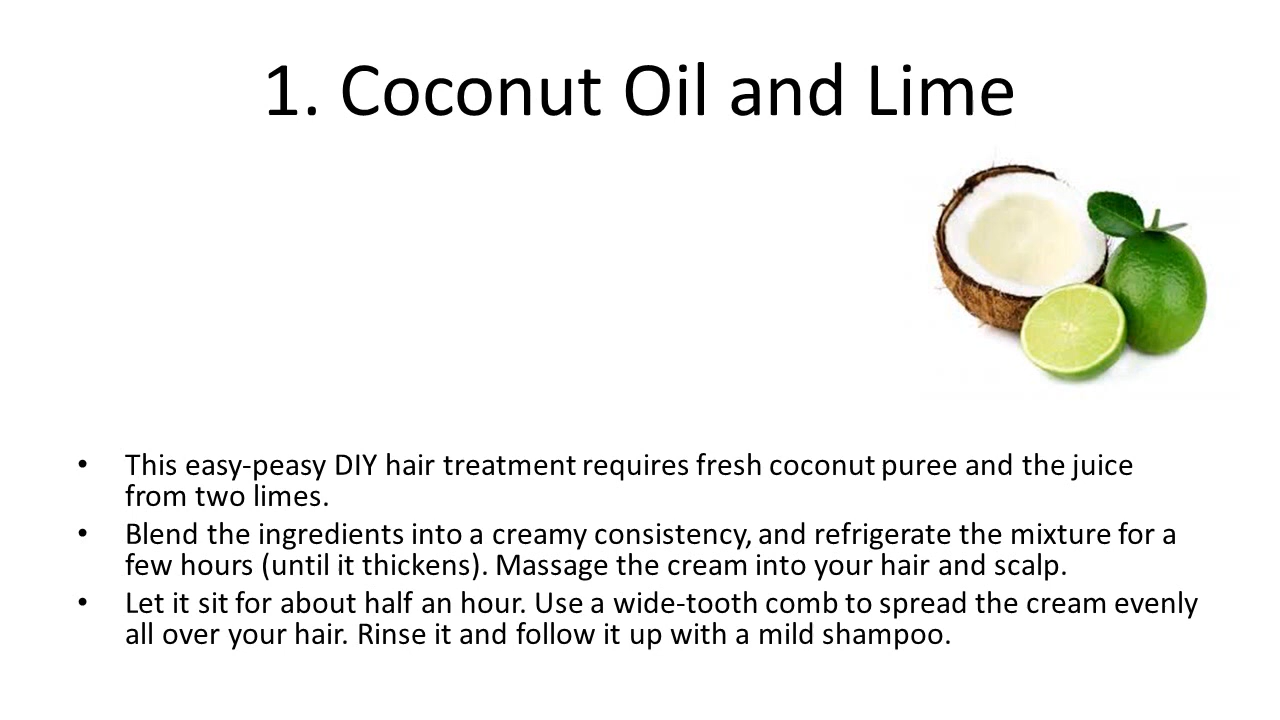 1. Coconut Oil and Lime
• This easy-peasy DIY hair treatment requires fresh coconut puree and the juice
from two limes.
• Blend the ingredients into a creamy consistency, and refrigerate the mixture for a
few hours (until it thickens). Massage the cream into your hair and scalp.
• Let it sit for about half an hour. Use a wide-tooth comb to spread the cream evenly
all over your hair. Rinse it and follow it up with a mild shampoo.